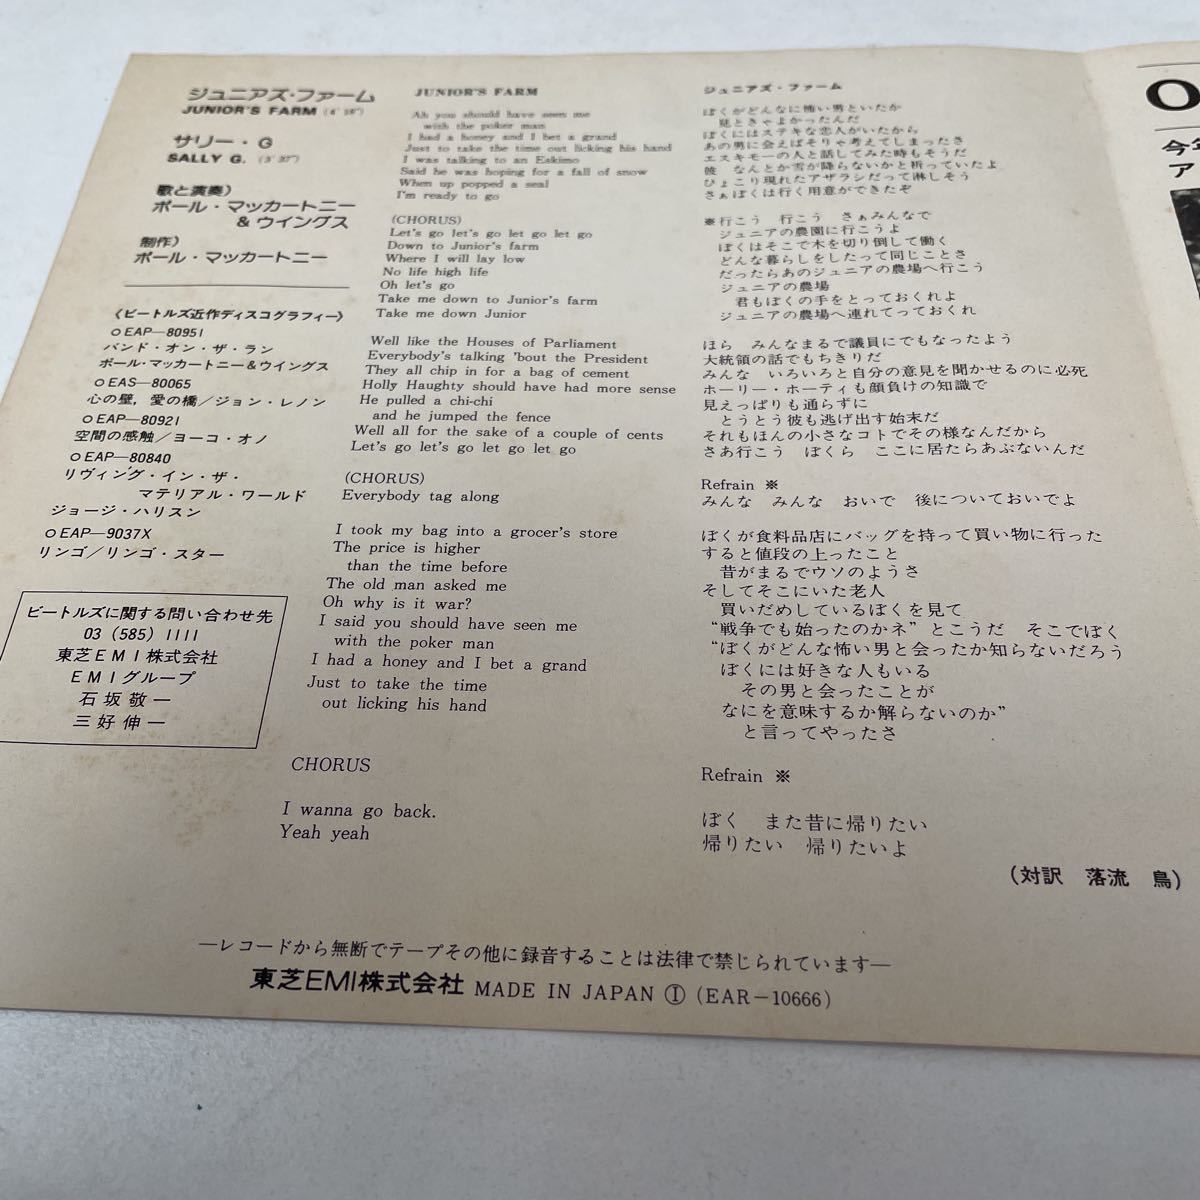 ジュニアズ・ファーム
JUNIOR'S FARM
サリー・G
SALLY G.
歌と演奏)
ポール・マッカートニー
& ウイングス
制作)
ポール・マッカートニー
《ビートルズ近作ディスコグラフィー》
○EAP—80951
バンド・オン・ザ・ラン
ポール・マッカートニー&ウイングス
○EAS—80065
心の壁, 愛の橋/ジョン・レノン
○EAP—80921
空間の感触/ヨーコ・オノ
○EAP—80840
リヴィング・イン・ザ・
マテリアル・ワールド
ジョージ・ハリスン
○EAP—9037X
リンゴ/リンゴ・スター
ビートルズに関する問い合わせ先
03 (585) 1111
東芝EMI株式会社
EMIグループ
石坂敬一
三好伸一
JUNIOR'S FARM
Ah you should have seen me
with the poker man
I had a honey and I bet a grand
Just to take the time out licking his hand
I was talking to an Eskimo
Said he was hoping for a fall of snow
When up popped a seal
I'm ready to go
(CHORUS)
Let's go let's go let go let go
Down to Junior's farm
Where I will lay low
No life high life
Oh let's go
Take me down to Junior's farm
Take me down Junior
Well like the Houses of Parliament
Everybody's talking 'bout the President
They all chip in for a bag of cement
Holly Haughty should have had more sense
He pulled a chi-chi
and he jumped the fence
Well all for the sake of a couple of cents
Let's go let's go let go let go
(CHORUS)
Everybody tag along
I took my bag into a grocer's store
The price is higher
than the time before
The old man asked me
Oh why is it war?
I said you should have seen me
with the poker man
I had a honey and I bet a grand
Just to take the time
out licking his hand
CHORUS
I wanna go back.
Yeah yeah
ジュニアズ・ファーム
ぼくがどんなに怖い男といたか
見ときゃよかったんだ
ぼくにはステキな恋人がいたから
あの男に会えばそりゃ考えてしまったさ
エスキモーの人と話してみた時もそうだ
彼 なんとか雪が降らないかと祈っていたよ
ひょこり現れたアザラシだって淋しそう
さぁぼくは行く用意ができたぞ
※行こう 行こう さぁみんなで
ジュニアの農園に行こうよ
ぼくはそこで木を切り倒して働く
どんな暮らしをしたって同じことさ
だったらあのジュニアの農場へ行こう
ジュニアの農場
君もぼくの手をとっておくれよ
ジュニアの農場へ連れてっておくれ
ほら みんなまるで議員にでもなったよう
大統領の話でもちきりだ
みんな いろいろと自分の意見を聞かせるのに必死
ホーリー・ホーティも顔負けの知識で
見えっぱりも通らずに
とうとう彼も逃げ出す始末だ
それもほんの小さなコトでその様なんだから
さあ行こう ぼくら ここに居たらあぶないんだ
Refrain ※
みんな みんな おいで 後についておいでよ
ぼくが食料品店にバッグを持って買い物に行った
すると値段の上ったこと
昔がまるでウソのようさ
そしてそこにいた老人
買いだめしているぼくを見て
"戦争でも始ったのかネ"とこうだ そこでぼく
"ぼくがどんな怖い男と会ったか知らないだろう
ぼくには好きな人もいる
その男と会ったことが
なにを意味するか解らないのか"
と言ってやったさ
Refrain ※
ぼく また昔に帰りたい
帰りたい 帰りたいよ
(対訳 落流 鳥)
—レコードから無断でテープその他に録音することは法律で禁じられています—
東芝EMI株式会社 MADE IN JAPAN Ⓘ (EAR-10666)